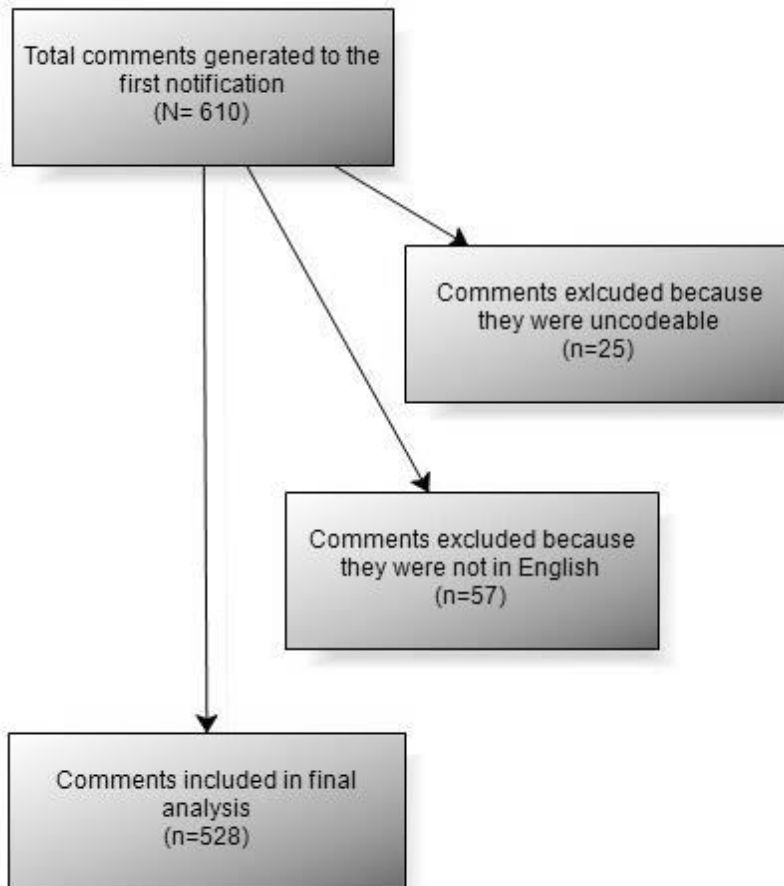 Total comments generated to the
first notification
(N= 610)
Comments exlcuded because
they were uncodeable
(n=25)
Comments excluded because
they were not in English
(n=57)
Comments included in final
analysis
(n=528)